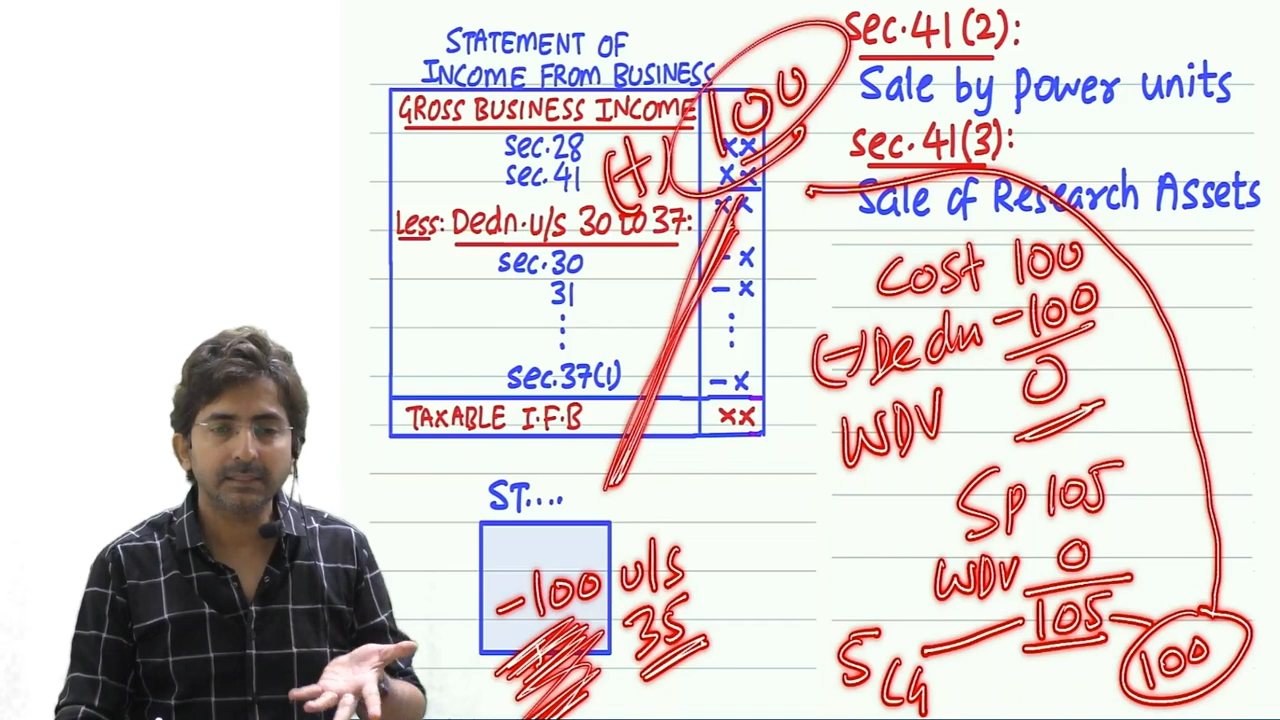 STATEMENT OF
INCOME FROM BUSINESS
GROSS BUSINESS INCOME 100
sec.28 xx
sec.41 (+) xx
xx
Less: Dedn.u/s 30 to 37:
sec.30 - x
31 - x
sec.37(1) - x
TAXABLE I.F.B xx
ST....
-100 u/s
35
sec.41(2):
Sale by power units
sec.41(3):
Sale of Research Assets
Cost 100
(-) Dedn -100
0
WDV
SP 105
WDV 0
105
SCG
100